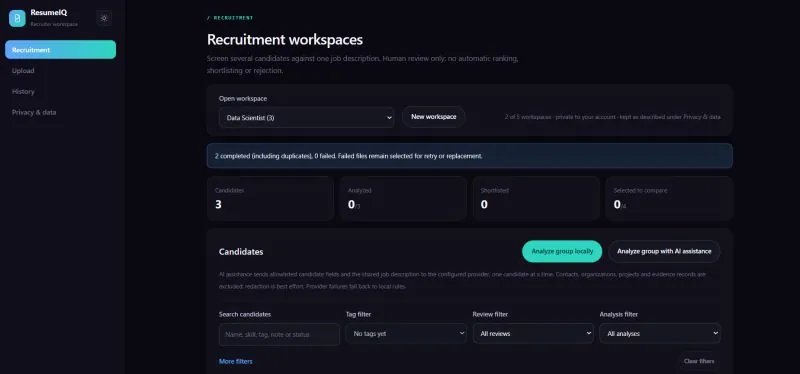 ResumeIQ
Recruiter workspace
Recruitment
Upload
History
Privacy & data
/ RECRUITMENT
Recruitment workspaces
Screen several candidates against one job description. Human review only: no automatic ranking,
shortlisting or rejection.
Open workspace
Data Scientist (3)
New workspace
2 of 5 workspaces · private to your account · kept as described under Privacy & data
2 completed (including duplicates), 0 failed. Failed files remain selected for retry or replacement.
Candidates
3
Analyzed
0/3
Shortlisted
0
Selected to compare
0/4
Candidates
Analyze group locally
Analyze group with AI assistance
AI assistance sends allowlisted candidate fields and the shared job description to the configured provider, one candidate at a time. Contacts, organizations, projects and evidence records are
excluded; redaction is best effort. Provider failures fall back to local rules.
Search candidates
Name, skill, tag, note or status
Tag filter
No tags yet
Review filter
All reviews
Analysis filter
All analyses
More filters
Clear filters